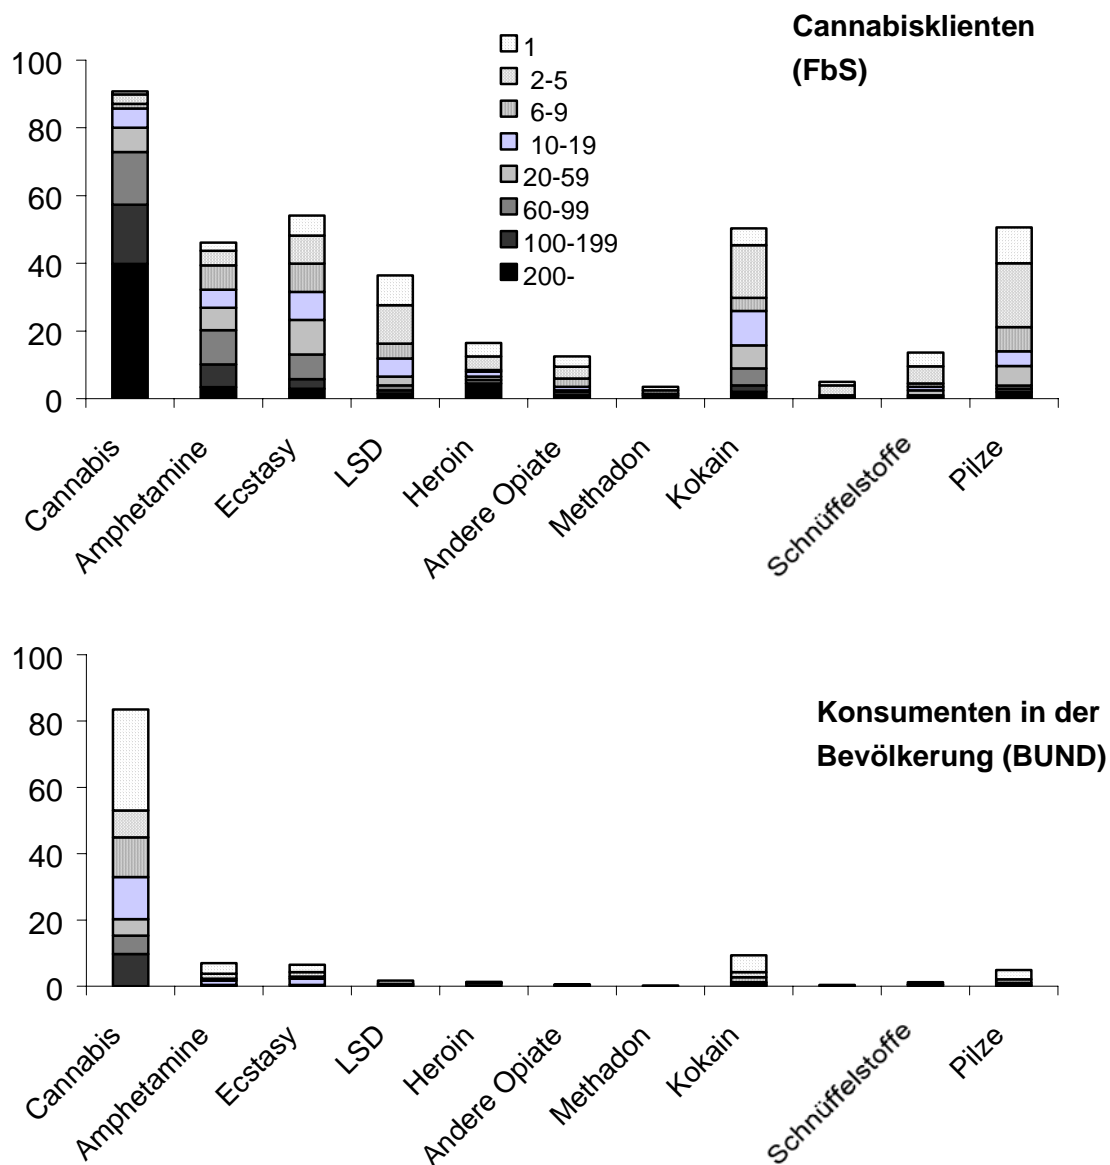 Cannabisklienten
(FbS)
1
2-5
6-9
10-19
20-59
60-99
100-199
200-
100
80
60
40
20
0
Cannabis
Amphetamine
Ecstasy
LSD
Heroin
Andere Opiate
Methadon
Kokain
Schnüffelstoffe
Pilze
Konsumenten in der
Bevölkerung (BUND)
100
80
60
40
20
0
Cannabis
Amphetamine
Ecstasy
LSD
Heroin
Andere Opiate
Methadon
Kokain
Schnüffelstoffe
Pilze